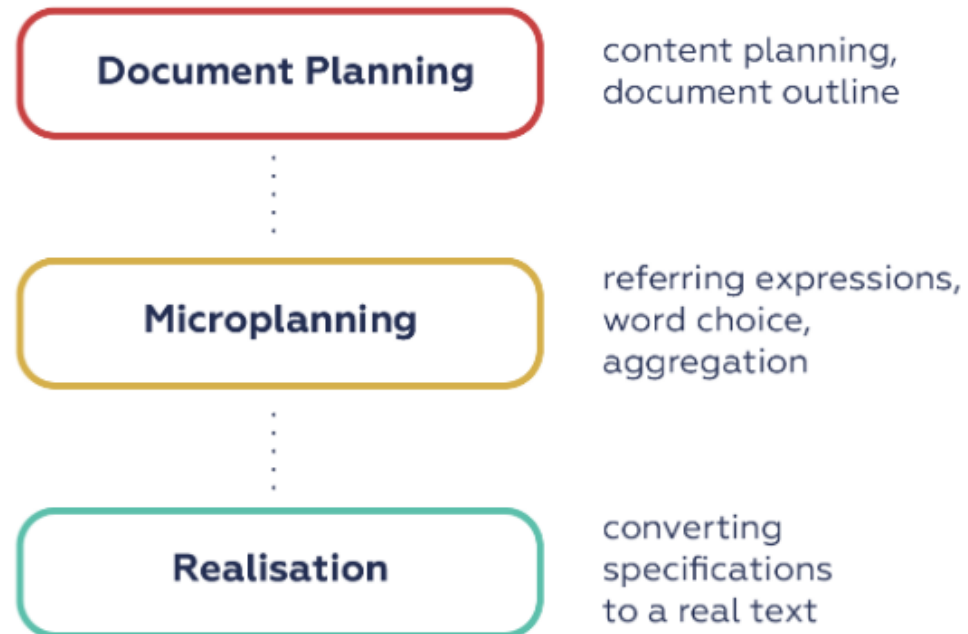 Document Planning
content planning,
document outline
Microplanning
referring expressions,
word choice,
aggregation
Realisation
converting
specifications
to a real text